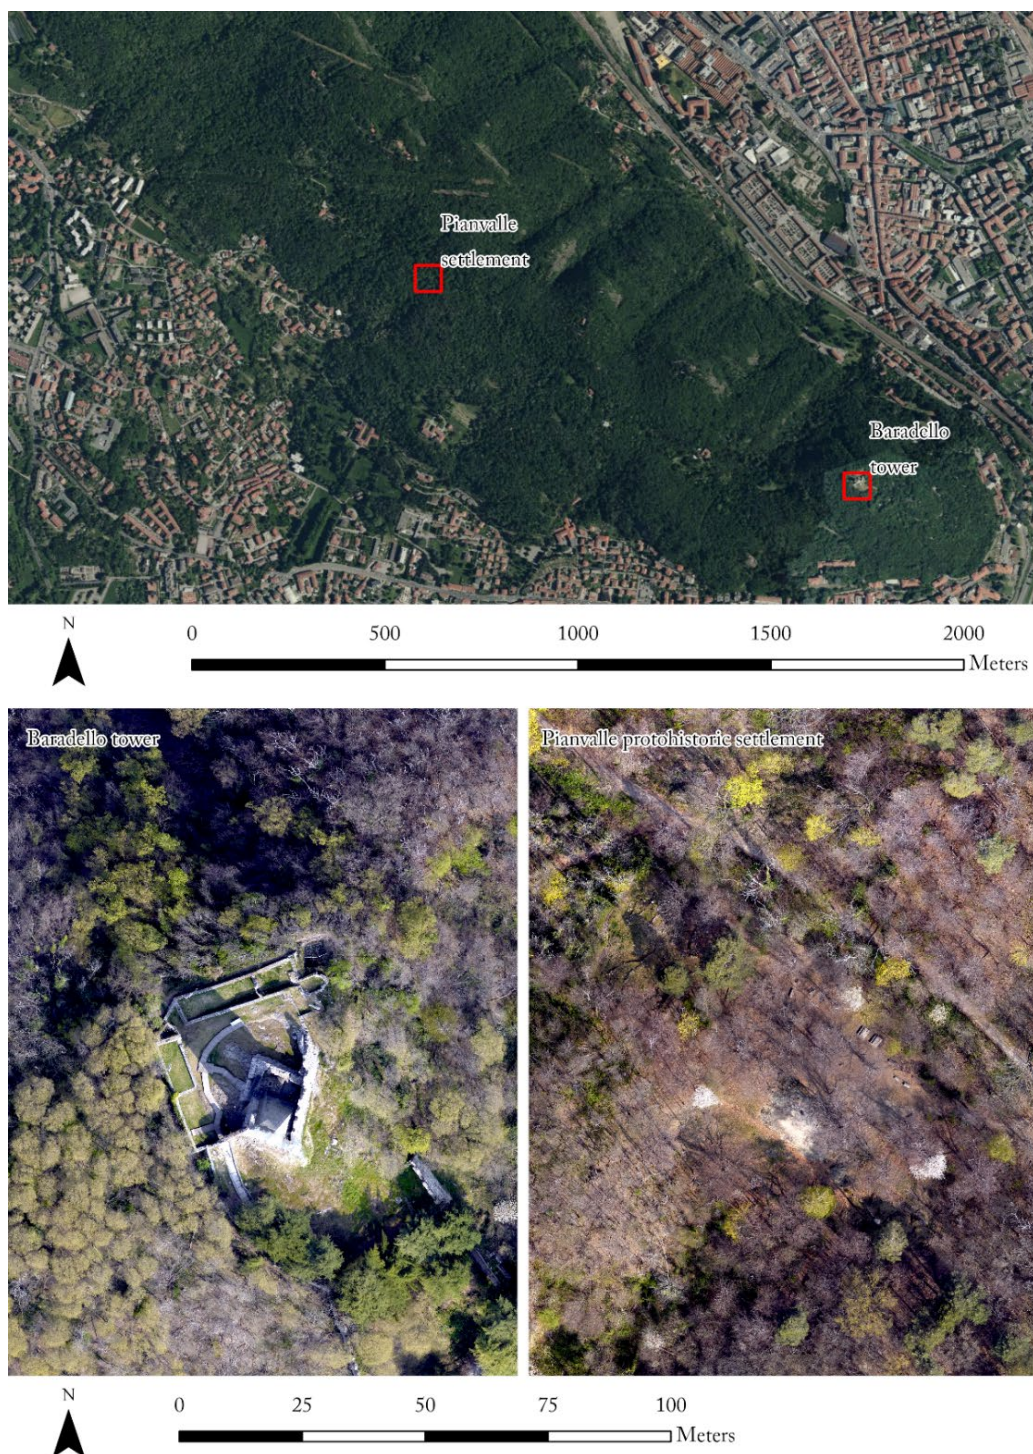 Pianvalle
settlement
Baradello
tower
N
0 500 1000 1500 2000
Meters
Baradello tower
Pianvalle protohistoric settlement
N
0 25 50 75 100
Meters